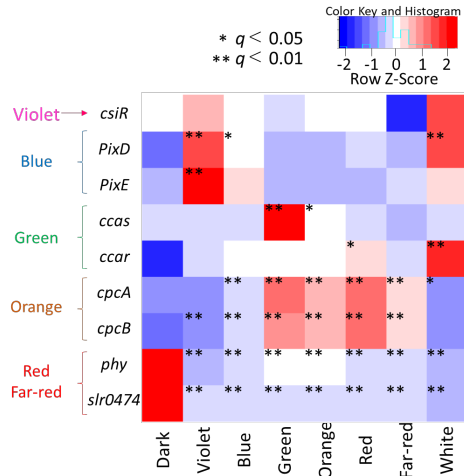 Color Key and Histogram
* q < 0.05
** q < 0.01
-2 -1 0 1 2
Row Z-Score
Violet csiR
Blue
PixD ** * **
PixE **
Green
ccas ** *
ccar * **
Orange
cpcA ** ** ** ** ** *
cpcB ** ** ** ** ** **
Red
Far-red
phy ** ** ** ** ** ** **
slr0474 ** ** ** ** ** ** **
Dark Violet Blue Green Orange Red Far-red White